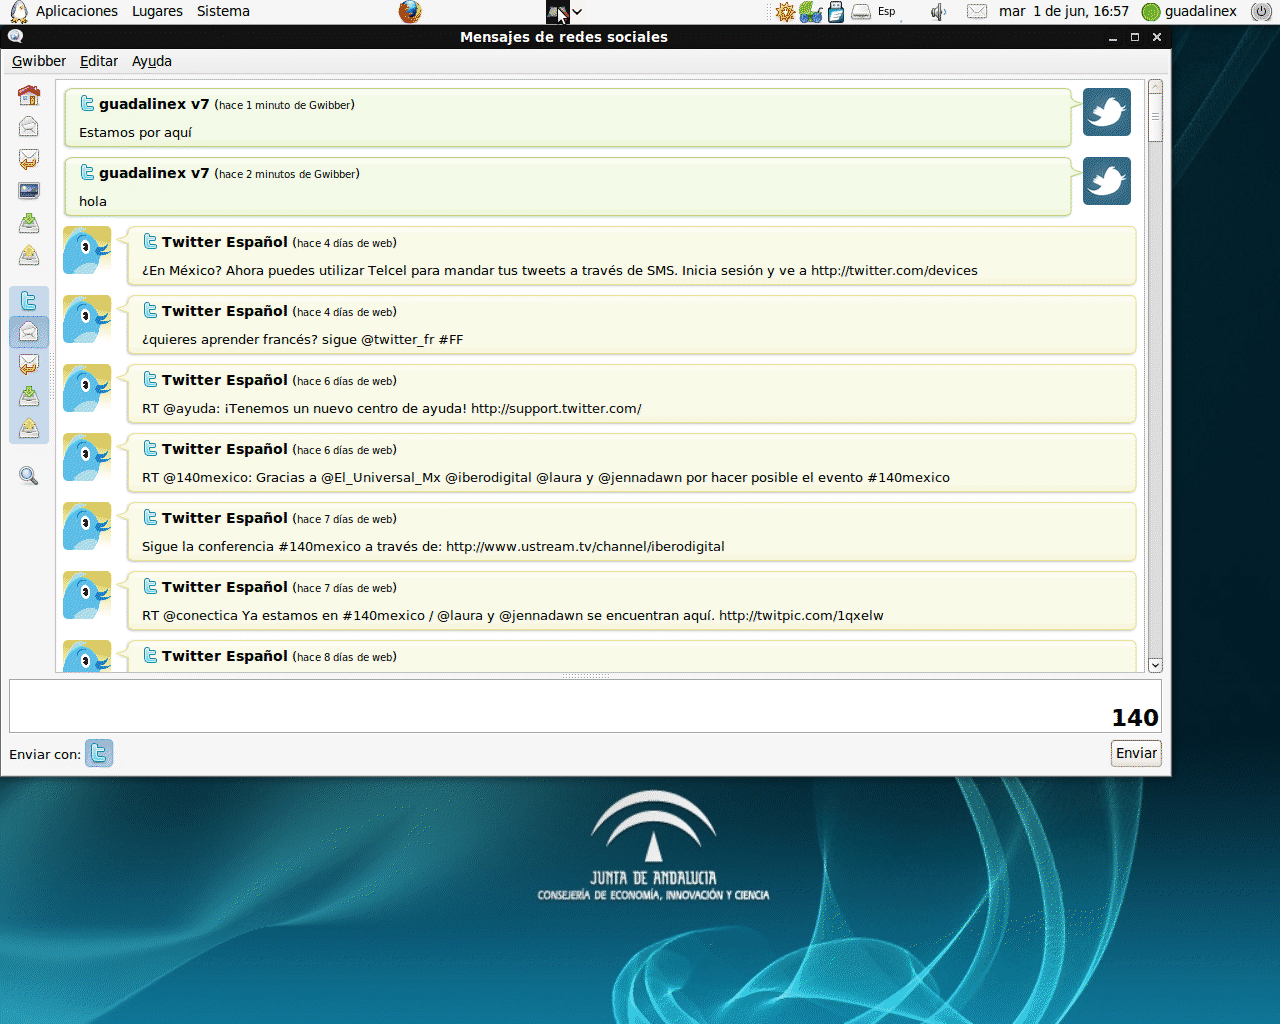 Aplicaciones Lugares Sistema Esp mar 1 de jun, 16:57 guadalinex
Mensajes de redes sociales
Gwibber Editar Ayuda
guadalinex v7 (hace 1 minuto de Gwibber)
Estamos por aquí
guadalinex v7 (hace 2 minutos de Gwibber)
hola
Twitter Español (hace 4 días de web)
¿En México? Ahora puedes utilizar Telcel para mandar tus tweets a través de SMS. Inicia sesión y ve a http://twitter.com/devices
Twitter Español (hace 4 días de web)
¿quieres aprender francés? sigue @twitter_fr #FF
Twitter Español (hace 6 días de web)
RT @ayuda: ¡Tenemos un nuevo centro de ayuda! http://support.twitter.com/
Twitter Español (hace 6 días de web)
RT @140mexico: Gracias a @El_Universal_Mx @iberodigital @laura y @jennadawn por hacer posible el evento #140mexico
Twitter Español (hace 7 días de web)
Sigue la conferencia #140mexico a través de: http://www.ustream.tv/channel/iberodigital
Twitter Español (hace 7 días de web)
RT @conectica Ya estamos en #140mexico / @laura y @jennadawn se encuentran aquí. http://twitpic.com/1qxelw
Twitter Español (hace 8 días de web)
140
Enviar con: Enviar
JUNTA DE ANDALUCIA
CONSEJERÍA DE ECONOMÍA, INNOVACIÓN Y CIENCIA